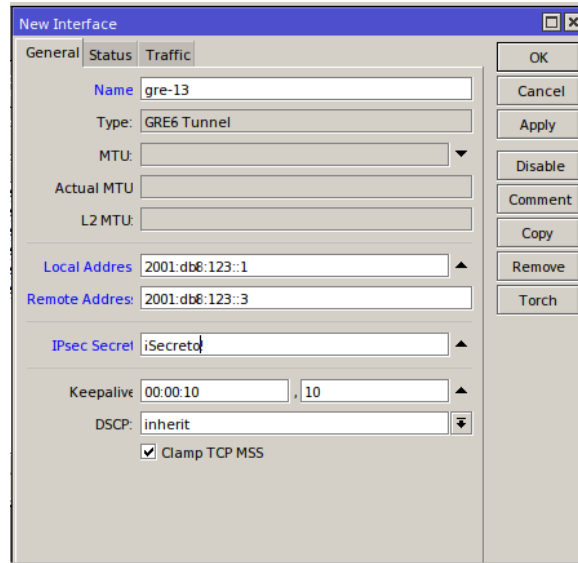 New Interface
General Status Traffic
OK
Name gre-13
Cancel
Type: GRE6 Tunnel
Apply
MTU:
Disable
Actual MTU
Comment
L2 MTU:
Copy
Local Addres 2001:db8:123::1
Remove
Remote Addres: 2001:db8:123::3
Torch
IPsec Secret ¡Secreto!
Keepalive 00:00:10 , 10
DSCP: inherit
Clamp TCP MSS